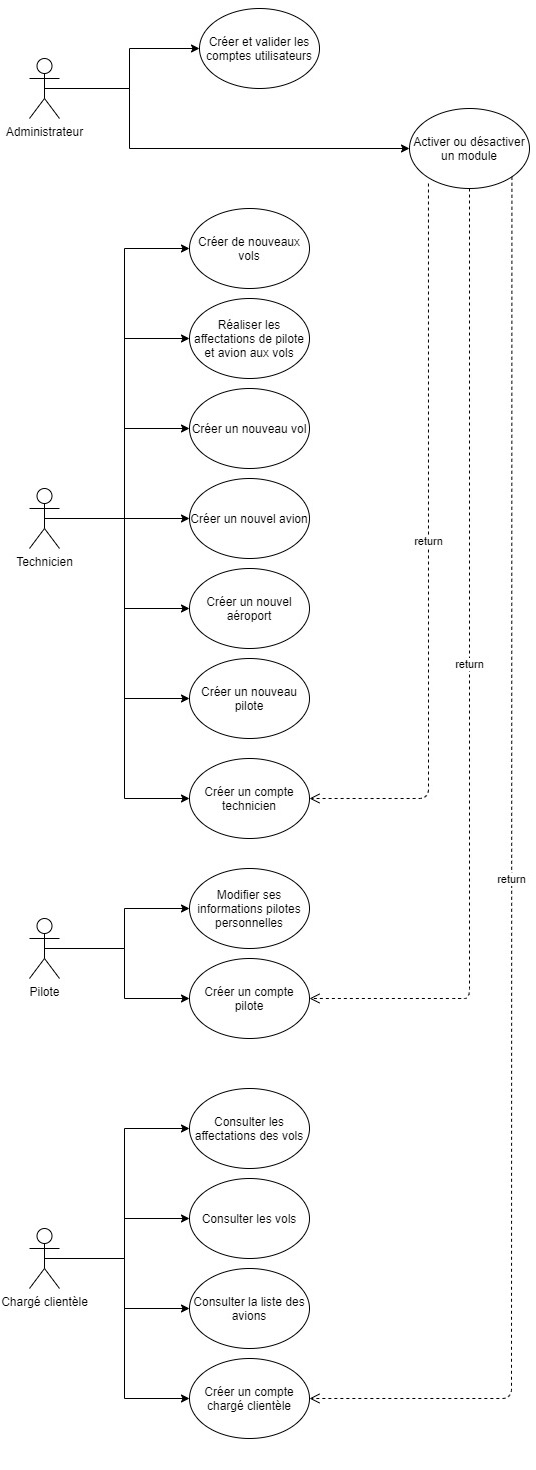 Créer et valider les
comptes utilisateurs
Administrateur
Activer ou désactiver
un module
Créer de nouveaux
vols
Réaliser les
affectations de pilote
et avion aux vols
Créer un nouveau vol
Créer un nouvel avion
Technicien
return
Créer un nouvel
aéroport
return
Créer un nouveau
pilote
Créer un compte
technicien
return
Modifier ses
informations pilotes
personnelles
Pilote
Créer un compte
pilote
Consulter les
affectations des vols
Consulter les vols
Chargé clientèle
Consulter la liste des
avions
Créer un compte
chargé clientèle